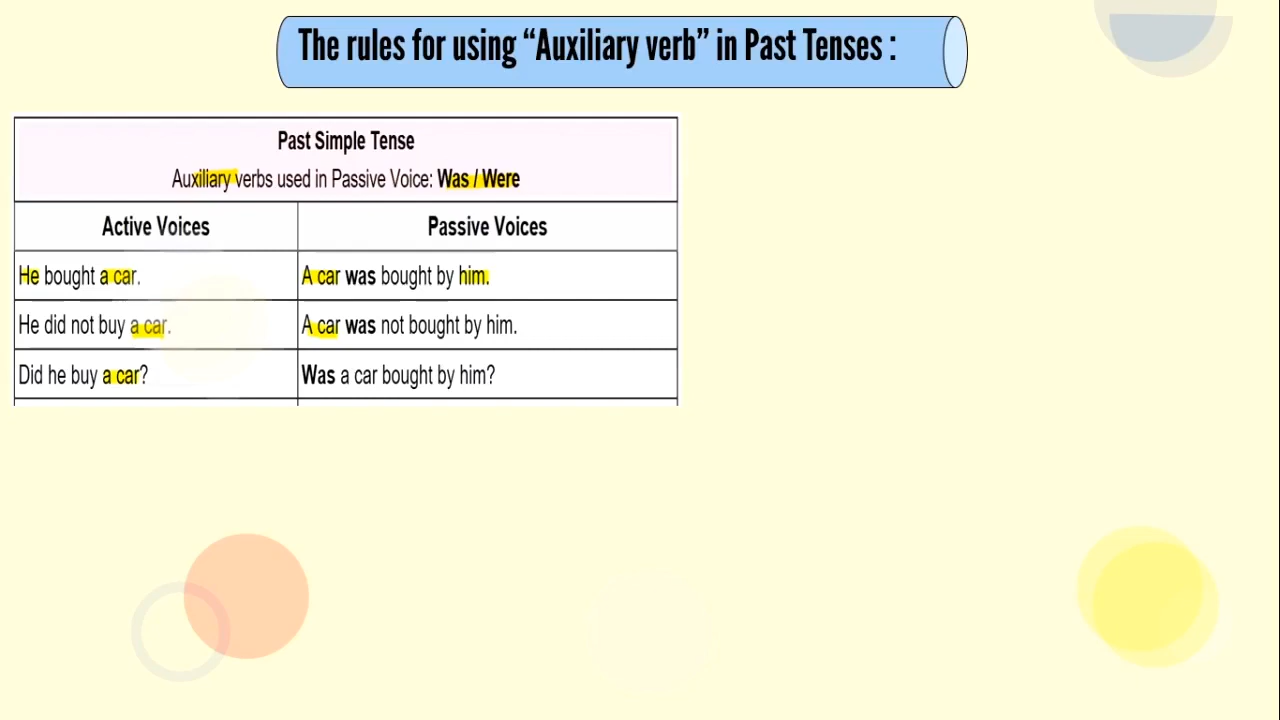 The rules for using “Auxiliary verb” in Past Tenses :
Past Simple Tense
Auxiliary verbs used in Passive Voice: Was / Were
Active Voices
Passive Voices
He bought a car.
A car was bought by him.
He did not buy a car.
A car was not bought by him.
Did he buy a car?
Was a car bought by him?